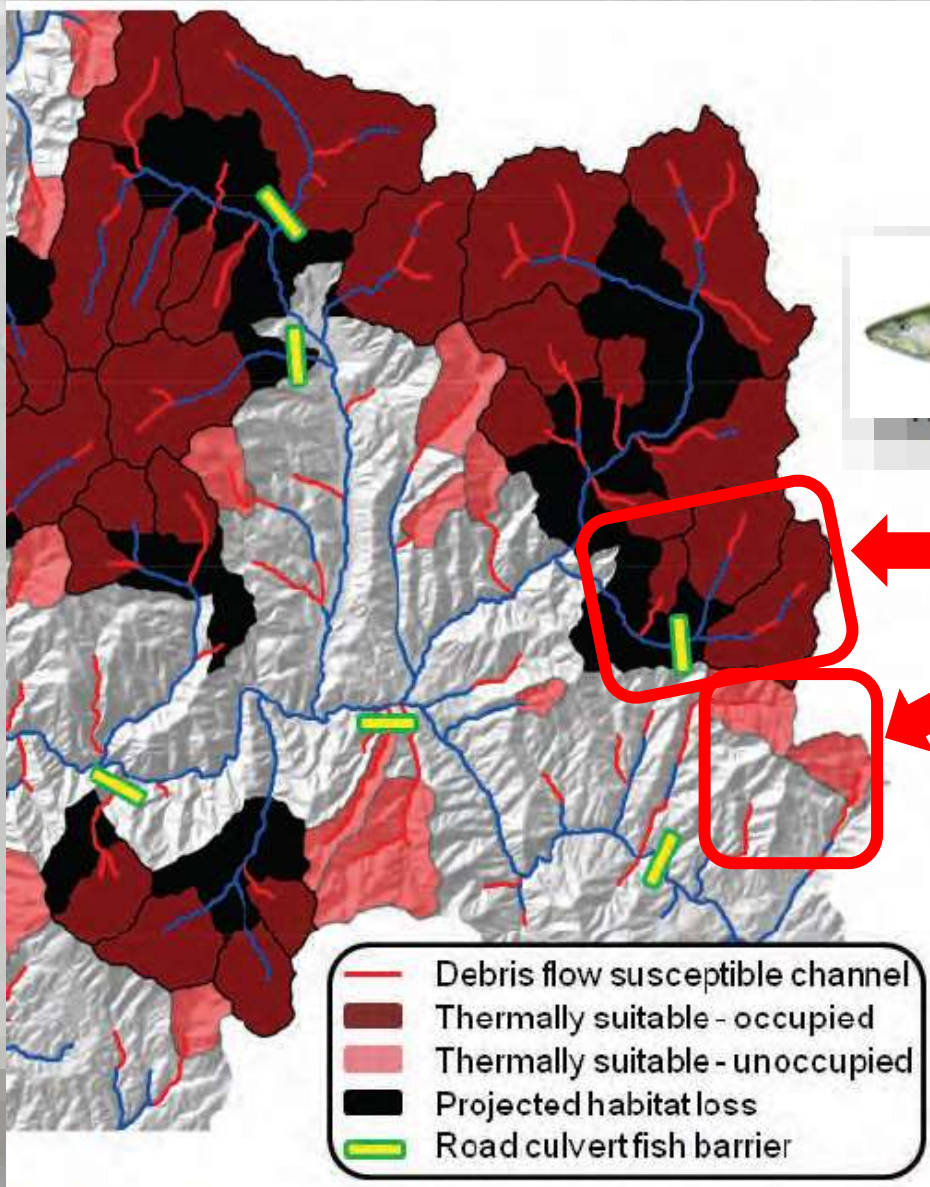 Debris flow susceptible channel
Thermally suitable - occupied
Thermally suitable - unoccupied
Projected habitat loss
Road culvert fish barrier